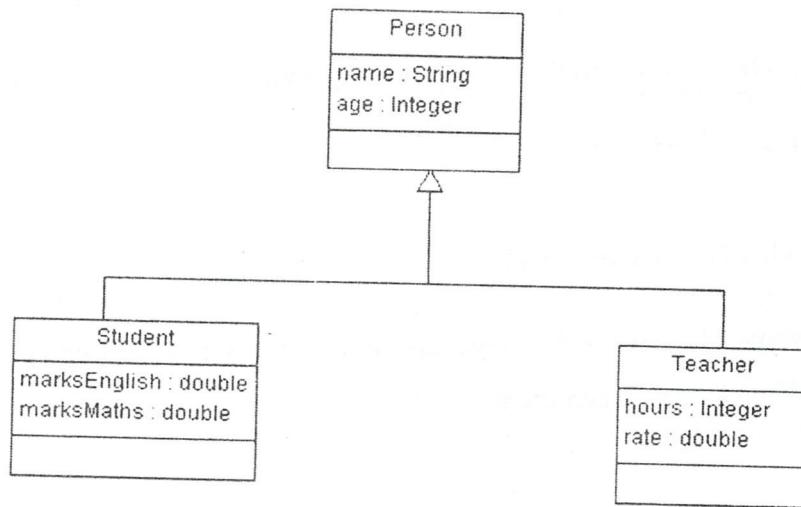 Person
name : String
age : Integer
Student
marksEnglish : double
marksMaths : double
Teacher
hours : Integer
rate : double